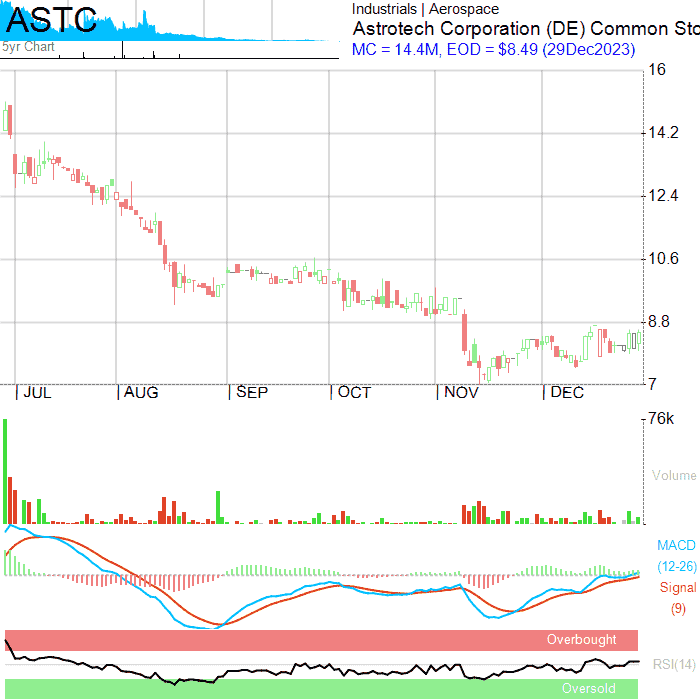 ASTC
5yr Chart
Industrials | Aerospace
Astrotech Corporation (DE) Common Sto
MC = 14.4M, EOD = $8.49 (29Dec2023)
16
14.2
12.4
10.6
8.8
7
JUL AUG SEP OCT NOV DEC
76k
Volume
MACD
(12-26)
Signal
(9)
Overbought
RSI(14)
Oversold